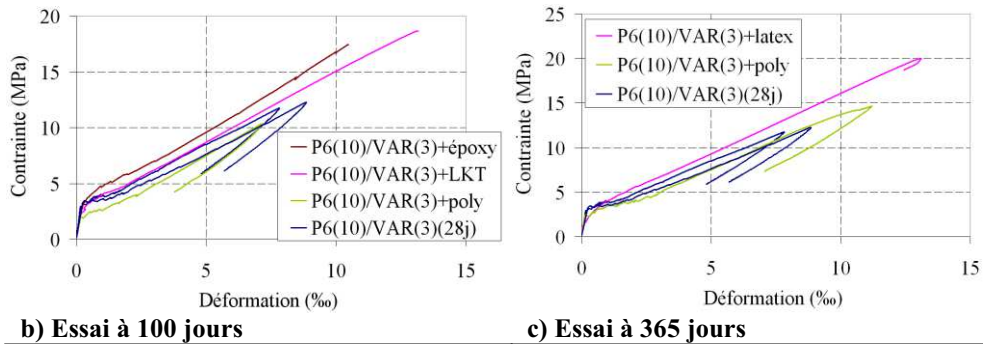 20
15
10
5
0
Contrainte (MPa)
P6(10)/VAR(3)+époxy
P6(10)/VAR(3)+LKT
P6(10)/VAR(3)+poly
P6(10)/VAR(3)(28j)
0 5 10 15
Déformation (‰)
b) Essai à 100 jours
25
20
15
10
5
0
Contrainte (MPa)
P6(10)/VAR(3)+latex
P6(10)/VAR(3)+poly
P6(10)/VAR(3)(28j)
0 5 10 15
Déformation (‰)
c) Essai à 365 jours